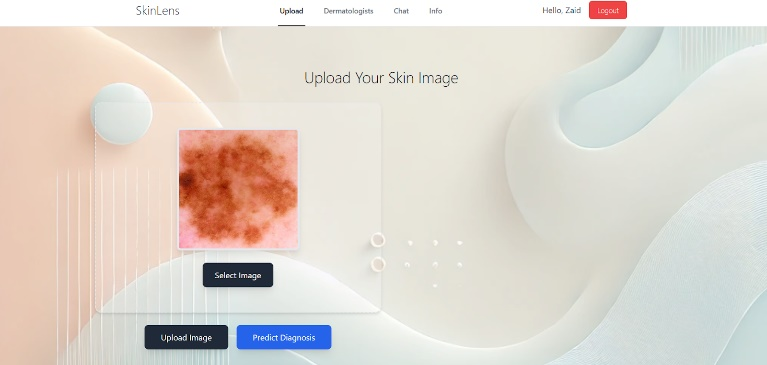 SkinLens Upload Dermatologists Chat Info Hello, Zaid Logout
Upload Your Skin Image
Select Image
Upload Image Predict Diagnosis